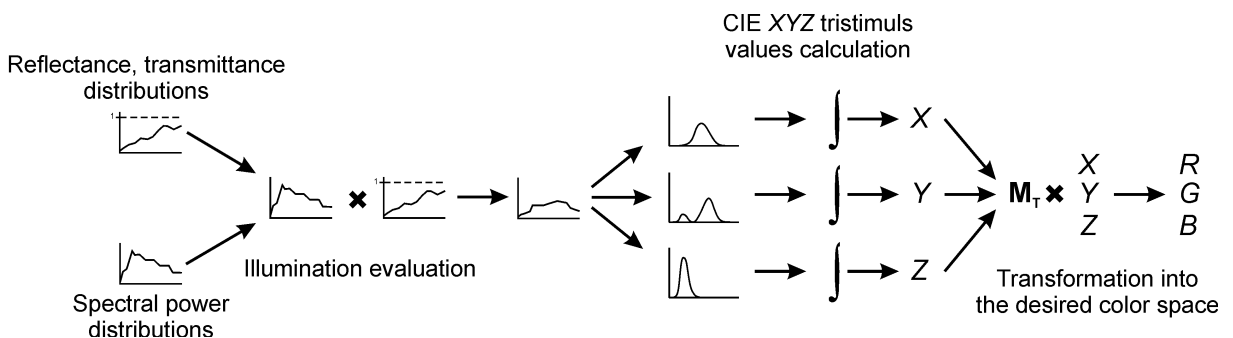 CIE XYZ tristimuls
values calculation
Reflectance, transmittance
distributions
1
1
X
Y
Z
M_T ✖
X
Y
Z
R
G
B
Illumination evaluation
Spectral power
distributions
Transformation into
the desired color space